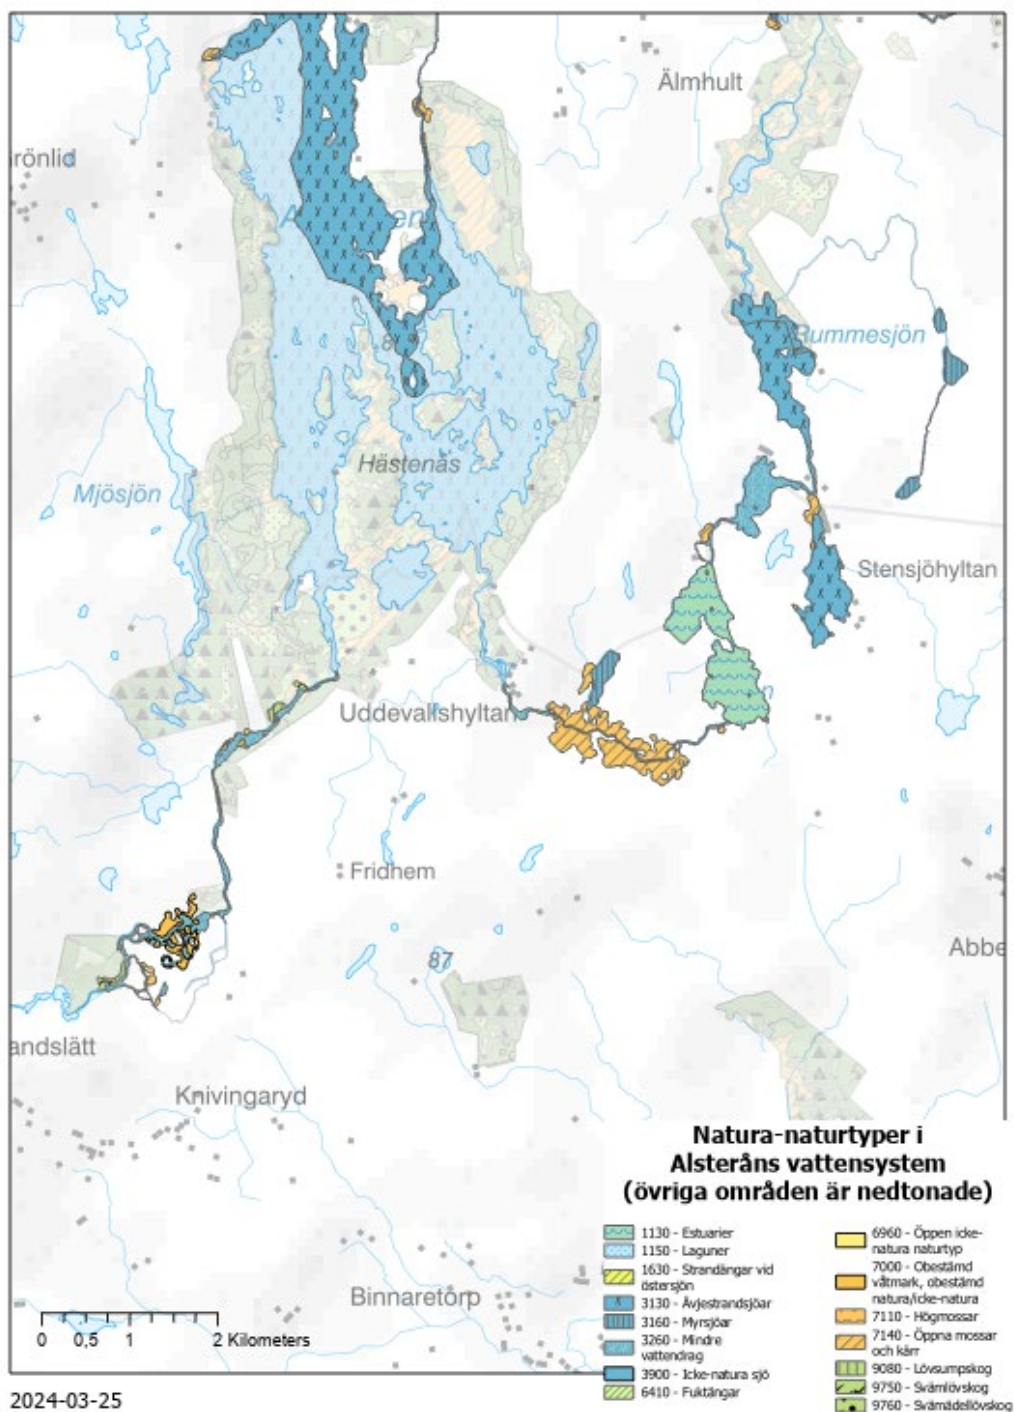 Älmhult
rönlid
en
Rummesjön
8
Hästenäs
Mjösjön
Stensjöhyltan
Uddevallshyltan
Fridhem
Abbe
87
andslätt
Knivingaryd
Binnaretorp
Natura-naturtyper i
Alsteråns vattensystem
(övriga områden är nedtonade)
1130 - Estuarier
1150 - Laguner
1630 - Strandängar vid
östersjön
3130 - Ävjestrandsjöar
3160 - Myrsjöar
3260 - Mindre
vattendrag
3900 - Icke-natura sjö
6410 - Fuktängar
6960 - Öppen icke-
natura naturtyp
7000 - Obestämd
våtmark, obestämd
natura/icke-natura
7110 - Högmossar
7140 - Öppna mossar
och kärr
9080 - Lövsumpskog
9750 - Svämlövskog
9760 - Svämädellövskog
0 0,5 1 2 Kilometers
2024-03-25